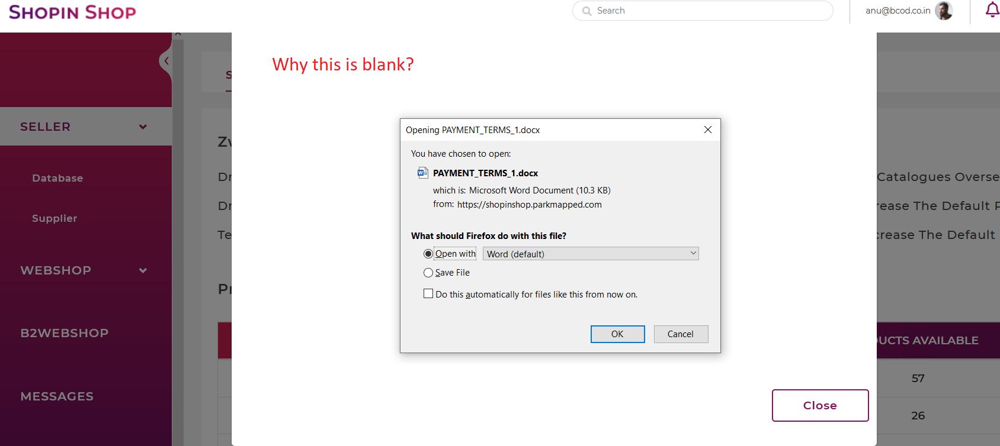 SHOPIN SHOP
Search
anu@bcod.co.in
Why this is blank?
S
SELLER
Opening PAYMENT_TERMS_1.docx
Zv
You have chosen to open:
PAYMENT_TERMS_1.docx
Database
Dr
Catalogues Overse
which is: Microsoft Word Document (10.3 KB)
from: https://shopinshop.parkmapped.com
Dr
rease The Default P
Supplier
Te
crease The Default
What should Firefox do with this file?
Open with
Word (default)
WEBSHOP
Save File
Pr
Do this automatically for files like this from now on.
B2WEBSHOP
OK
Cancel
DUCTS AVAILABLE
57
MESSAGES
Close
26